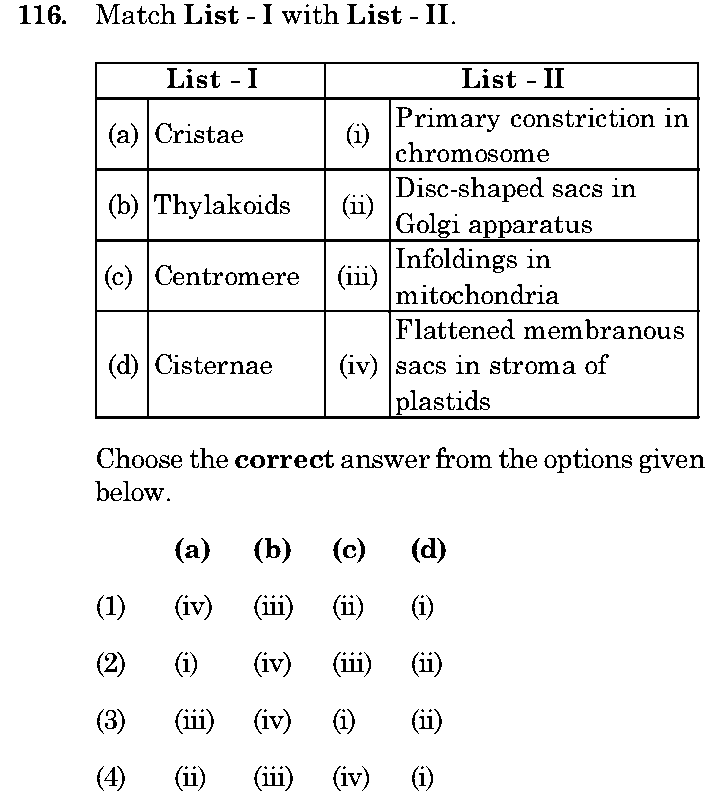 116. Match List - I with List - II.
List - I List - II
(a) Cristae (i) Primary constriction in
chromosome
(b) Thylakoids (ii) Disc-shaped sacs in
Golgi apparatus
(c) Centromere (iii) Infoldings in
mitochondria
(d) Cisternae (iv) Flattened membranous
sacs in stroma of
plastids
Choose the correct answer from the options given
below.
(a) (b) (c) (d)
(1) (iv) (iii) (ii) (i)
(2) (i) (iv) (iii) (ii)
(3) (iii) (iv) (i) (ii)
(4) (ii) (iii) (iv) (i)